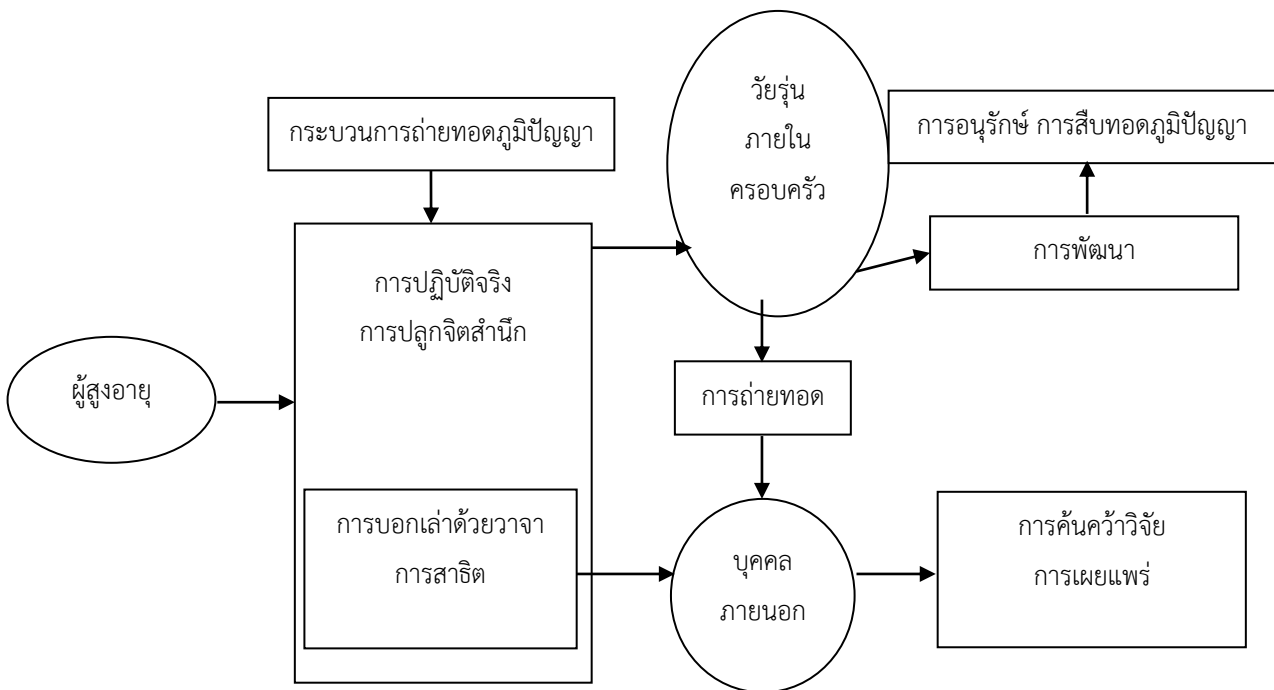 วัยรุ่น
ภายใน
ครอบครัว
กระบวนการถ่ายทอดภูมิปัญญา
การอนุรักษ์ การสืบทอดภูมิปัญญา
การพัฒนา
การปฏิบัติจริง
การปลูกจิตสำนึก
ผู้สูงอายุ
การถ่ายทอด
การบอกเล่าด้วยวาจา
การสาธิต
บุคคล
ภายนอก
การค้นคว้าวิจัย
การเผยแพร่